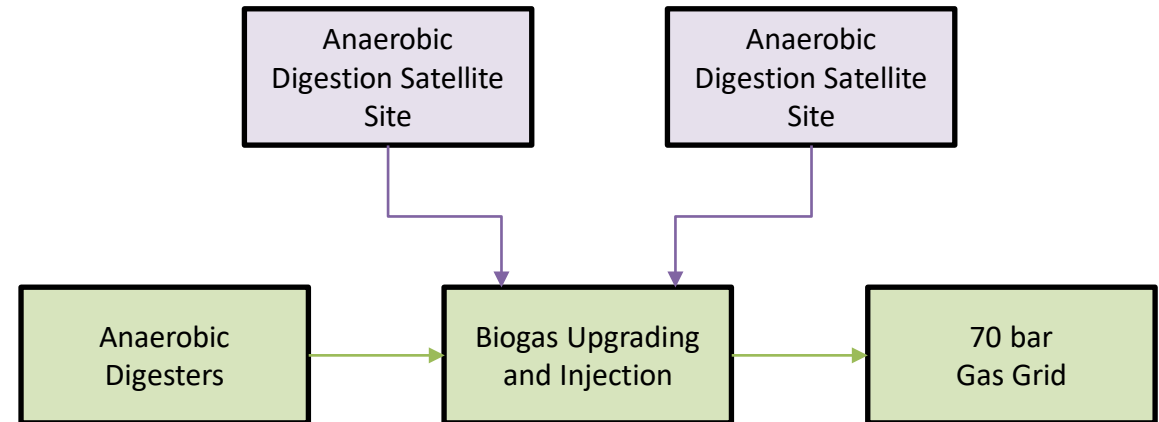 Anaerobic
Digestion Satellite
Site
Anaerobic
Digestion Satellite
Site
Anaerobic
Digesters
Biogas Upgrading
and Injection
70 bar
Gas Grid